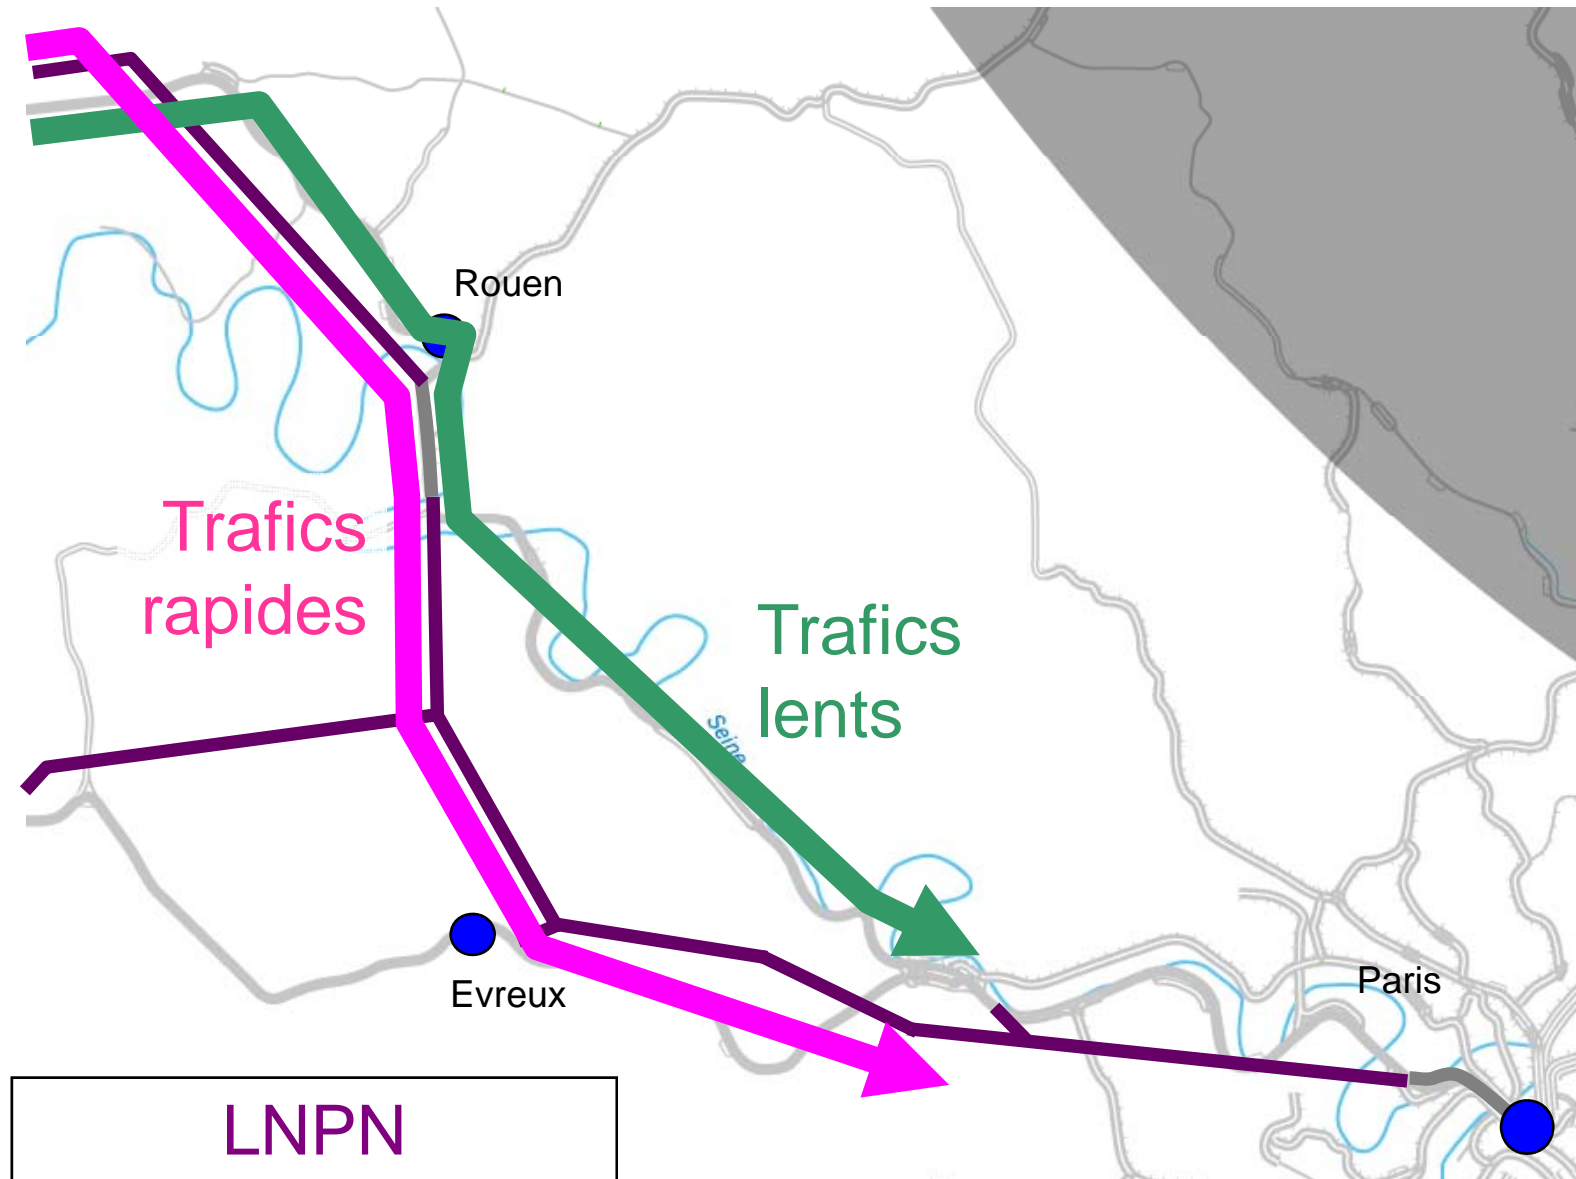 Rouen
Trafics
rapides
Trafics
lents
Seine
Paris
Evreux
LNPN